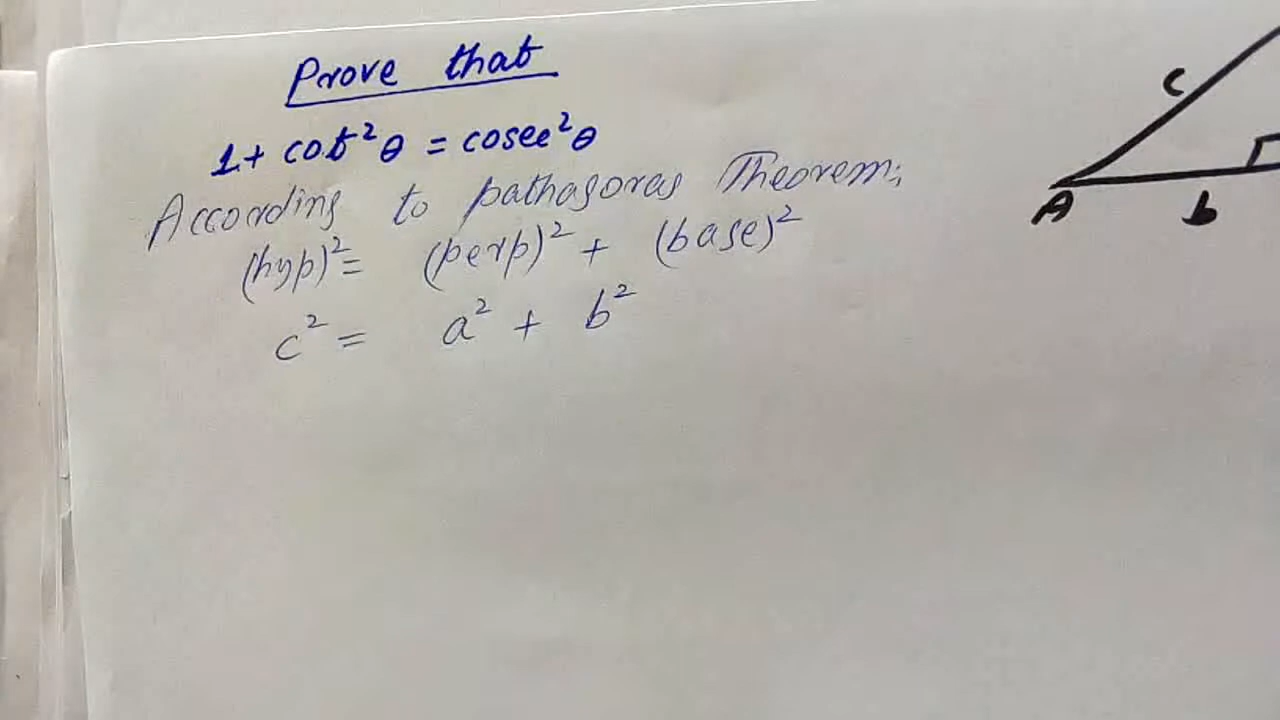 Prove that
1 + cot²θ = cosec²θ
According to pathagoras Theorem;
(hyp)² = (perp)² + (base)²
c² = a² + b²
c
A
b